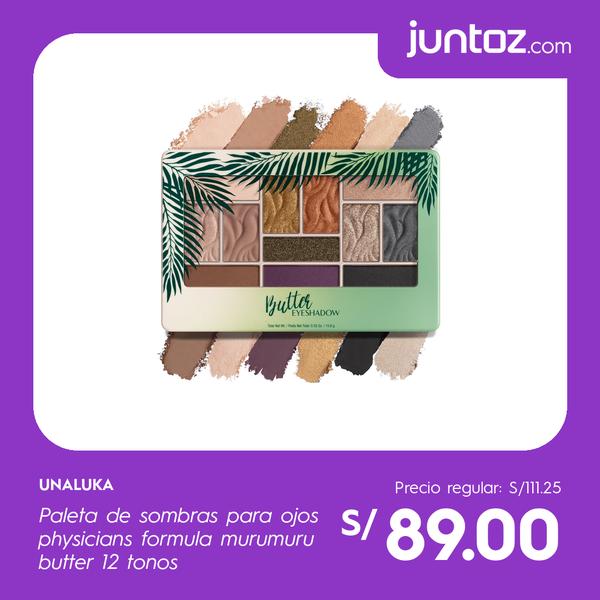 juntoz.com
Butter
EYESHADOW
UNALUKA
Paleta de sombras para ojos
physicians formula murumuru
butter 12 tonos
Precio regular: S/111.25
S/89.00